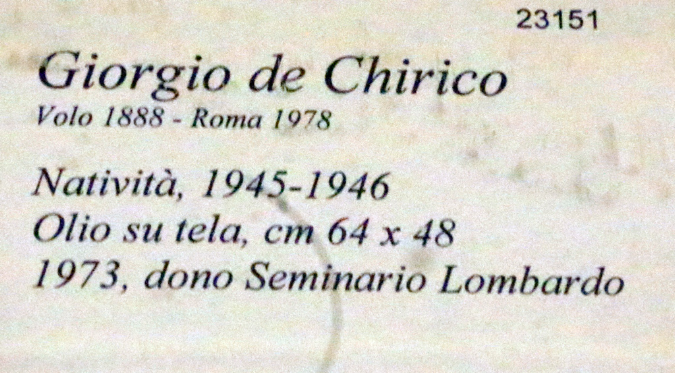 23151
Giorgio de Chirico
Volo 1888 - Roma 1978
Natività, 1945-1946
Olio su tela, cm 64 x 48
1973, dono Seminario Lombardo